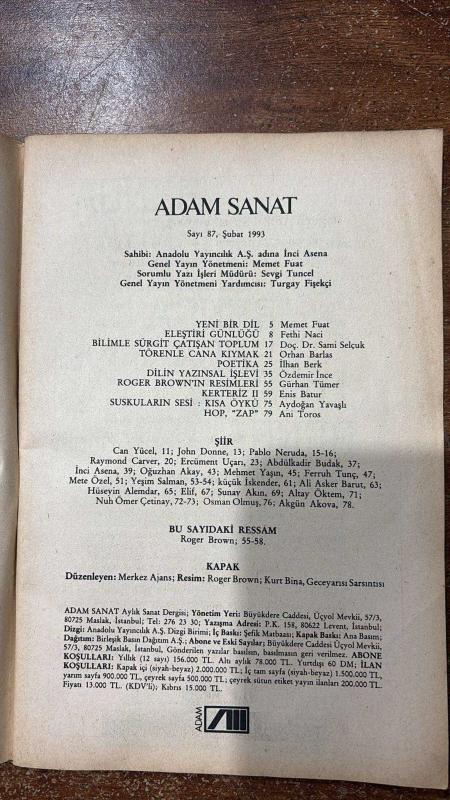 ADAM SANAT
Sayı 87, Şubat 1993
Sahibi: Anadolu Yayıncılık A.Ş. adına İnci Asena
Genel Yayın Yönetmeni: Memet Fuat
Sorumlu Yazı İşleri Müdürü: Sevgi Tuncel
Genel Yayın Yönetmeni Yardımcısı: Turgay Fişekçi
YENİ BİR DİL 5 Memet Fuat
ELEŞTİRİ GÜNLÜĞÜ 8 Fethi Naci
BİLİMLE SÜRGİT ÇATIŞAN TOPLUM 17 Doç. Dr. Sami Selçuk
TÖRENLE CANA KIYMAK 21 Orhan Barlas
POETİKA 25 İlhan Berk
DİLİN YAZINSAL İŞLEVİ 35 Özdemir İnce
ROGER BROWN'IN RESİMLERİ 55 Gürhan Tümer
KERTERİZ II 59 Enis Batur
SUSKULARIN SESİ : KISA ÖYKÜ 75 Aydoğan Yavaşlı
HOP, "ZAP" 79 Ani Toros
ŞİİR
Can Yücel, 11; John Donne, 13; Pablo Neruda, 15-16;
Raymond Carver, 20; Ercüment Uçarı, 23; Abdülkadir Budak, 37;
İnci Asena, 39; Oğuzhan Akay, 43; Mehmet Yaşın, 45; Ferruh Tunç, 47;
Mete Özel, 51; Yeşim Salman, 53-54; küçük İskender, 61; Ali Asker Barut, 63;
Hüseyin Alemdar, 65; Elif, 67; Sunay Akın, 69; Altay Öktem, 71;
Nuh Ömer Çetinay, 72-73; Osman Olmuş, 76; Akgün Akova, 78.
BU SAYIDAKİ RESSAM
Roger Brown; 55-58.
KAPAK
Düzenleyen: Merkez Ajans; Resim: Roger Brown; Kurt Bina, Geceyarısı Sarsıntısı
ADAM SANAT Aylık Sanat Dergisi; Yönetim Yeri: Büyükdere Caddesi, Üçyol Mevkii, 57/3,
80725 Maslak, İstanbul; Tel: 276 23 30; Yazışma Adresi: P.K. 158, 80622 Levent, İstanbul;
Dizgi: Anadolu Yayıncılık A.Ş. Dizgi Birimi; İç Baskı: Şefik Matbaası; Kapak Baskı: Ana Basım;
Dağıtım: Birleşik Basın Dağıtım A.Ş.; Abone ve Eski Sayılar; Büyükdere Caddesi Üçyol Mevkii,
57/3, 80725 Maslak, İstanbul, Gönderilen yazılar basılsın, basılmasın geri verilmez. ABONE
KOŞULLARI: Yıllık (12 sayı) 156.000 TL. Altı aylık 78.000 TL. Yurtdışı 60 DM; İLAN
KOŞULLARI: Kapak içi (siyah-beyaz) 2.000.000 TL; İç tam sayfa (siyah-beyaz) 1.500.000 TL,
yarım sayfa 900.000 TL, çeyrek sayfa 500.000 TL; çeyrek sütun etiket yayın ilanları 200.000 TL.
Fiyatı 13.000 TL. (KDV'li); Kıbrıs 15.000 TL.
ADAM